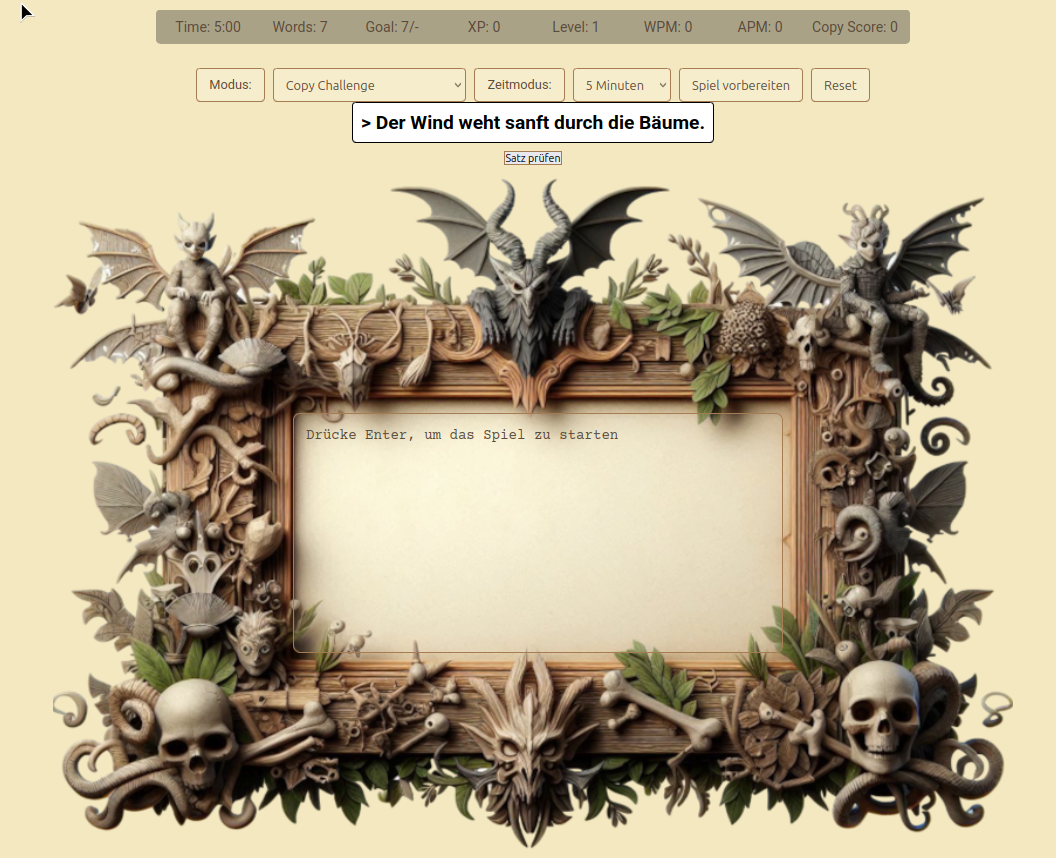 Time: 5:00 Words: 7 Goal: 7/- XP: 0 Level: 1 WPM: 0 APM: 0 Copy Score: 0
Modus: Copy Challenge Zeitmodus: 5 Minuten Spiel vorbereiten Reset
> Der Wind weht sanft durch die Bäume.
Satz prüfen
Drücke Enter, um das Spiel zu starten